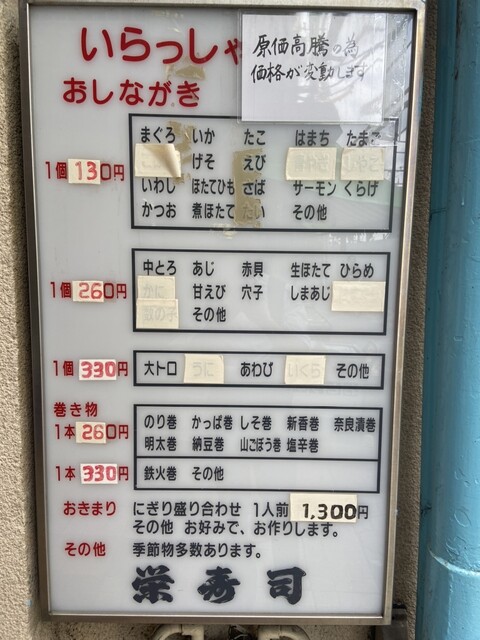 いらっしゃ
原価高騰の為
価格が変動します
おしながき
1個130円
まぐろ いか たこ はまち たまご
げそ えび
いわし ほたてひも さば サーモン くらげ
かつお 煮ほたて たい その他
1個260円
中とろ あじ 赤貝 生ほたて ひらめ
かに 甘えび 穴子 しまあじ
数の子 その他
1個330円
大トロ うに あわび いくら その他
巻き物
1本260円
のり巻 かっぱ巻 しそ巻 新香巻 奈良漬巻
明太巻 納豆巻 山ごぼう巻 塩辛巻
1本330円
鉄火巻 その他
おきまり にぎり盛り合わせ 1人前 1,300円
その他 お好みで、お作りします。
その他 季節物多数あります。
栄寿司